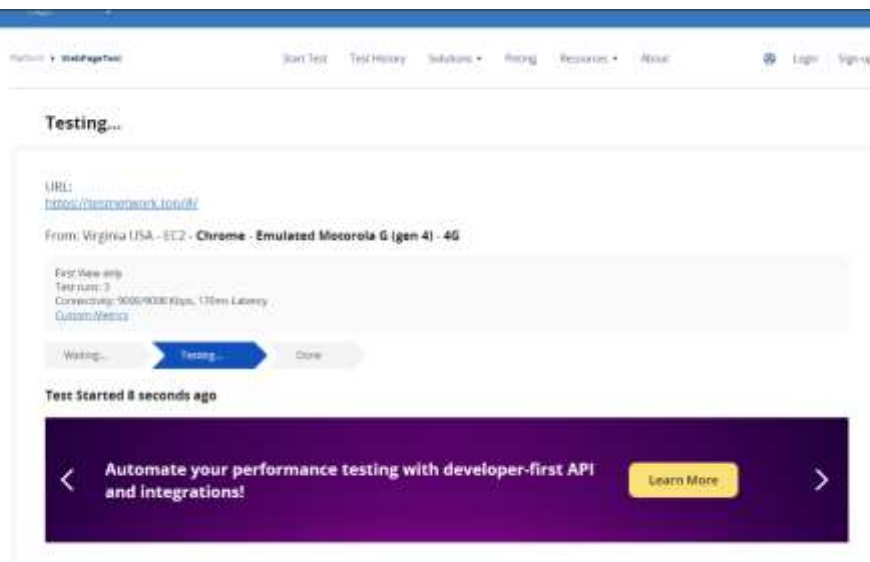 WebPageTest
Start Test Test History Solutions Pricing Resources About Login Sign-up
Testing...
URL:
From: Virginia USA - EC2 - Chrome - Emulated Motorola G (gen 4) - 4G
First View only
Test runs: 3
Connectivity: 9000/9000 Kbps, 170ms Latency
Custom Metrics
Waiting... Testing... Done
Test Started 8 seconds ago
Automate your performance testing with developer-first API
and integrations!
Learn More